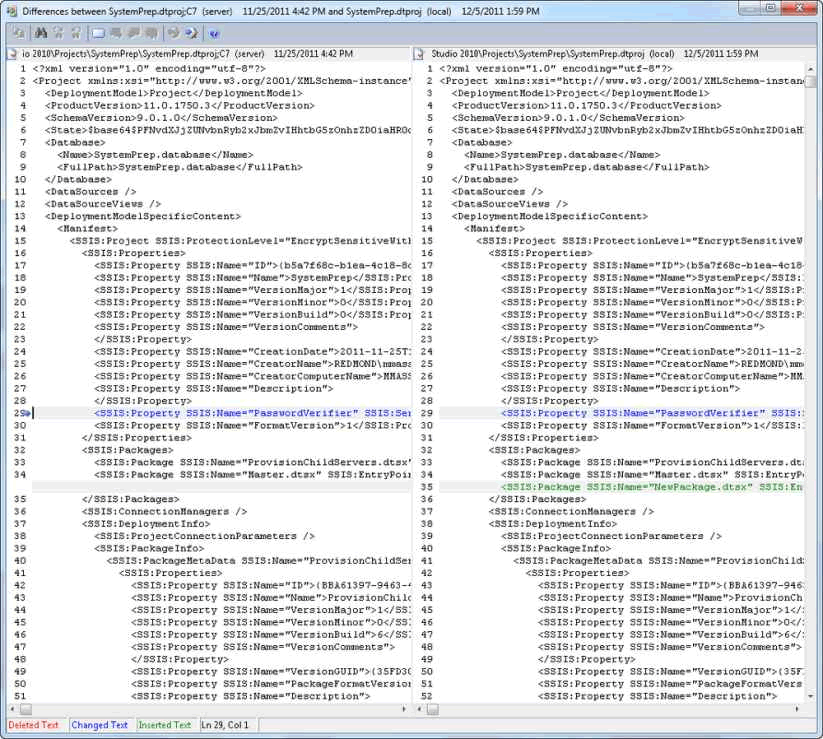 Differences between SystemPrep.dtproj;C7 (server) 11/25/2011 4:42 PM and SystemPrep.dtproj (local) 12/5/2011 1:59 PM
io 2010\Projects\SystemPrep\SystemPrep.dtproj;C7 (server) 11/25/2011 4:42 PM
1 <?xml version="1.0" encoding="utf-8"?>
2 <Project xmlns:xsi="http://www.w3.org/2001/XMLSchema-instance"
3 <DeploymentModel>Project</DeploymentModel>
4 <ProductVersion>11.0.1750.3</ProductVersion>
5 <SchemaVersion>9.0.1.0</SchemaVersion>
6
7 <Database>
8 <Name>SystemPrep.database</Name>
9 <FullPath>SystemPrep.database</FullPath>
10 </Database>
11 <DataSources />
12 <DataSourceViews />
13 <DeploymentModelSpecificContent>
14 <Manifest>
15 <SSIS:Project SSIS:ProtectionLevel="EncryptSensitiveWit
16 <SSIS:Properties>
17 <SSIS:Property SSIS:Name="ID">{b5a7f68c-b1ea-4c18-8c
18 <SSIS:Property SSIS:Name="Name">SystemPrep</SSIS:Pro
19 <SSIS:Property SSIS:Name="VersionMajor">1</SSIS:Prop
20 <SSIS:Property SSIS:Name="VersionMinor">0</SSIS:Prop
21 <SSIS:Property SSIS:Name="VersionBuild">0</SSIS:Prop
22 <SSIS:Property SSIS:Name="VersionComments">
23 </SSIS:Property>
24 <SSIS:Property SSIS:Name="CreationDate">2011-11-25T1
25 <SSIS:Property SSIS:Name="CreatorName">REDMOND\mmass
26 <SSIS:Property SSIS:Name="CreatorComputerName">MMASS
27 <SSIS:Property SSIS:Name="Description">
28 </SSIS:Property>
29 <SSIS:Property SSIS:Name="PasswordVerifier" SSIS:Sen
30 <SSIS:Property SSIS:Name="FormatVersion">1</SSIS:Pro
31 </SSIS:Properties>
32 <SSIS:Packages>
33 <SSIS:Package SSIS:Name="ProvisionChildServers.dtsx"
34 <SSIS:Package SSIS:Name="Master.dtsx" SSIS:EntryPoin
35 </SSIS:Packages>
36 <SSIS:ConnectionManagers />
37 <SSIS:DeploymentInfo>
38 <SSIS:ProjectConnectionParameters />
39 <SSIS:PackageInfo>
40 <SSIS:PackageMetaData SSIS:Name="ProvisionChildSer
41 <SSIS:Properties>
42 <SSIS:Property SSIS:Name="ID">{BBA61397-9463-4
43 <SSIS:Property SSIS:Name="Name">ProvisionChild
44 <SSIS:Property SSIS:Name="VersionMajor">1</SSI
45 <SSIS:Property SSIS:Name="VersionMinor">0</SSI
46 <SSIS:Property SSIS:Name="VersionBuild">6</SSI
47 <SSIS:Property SSIS:Name="VersionComments">
48 </SSIS:Property>
49 <SSIS:Property SSIS:Name="VersionGUID">{35FD30
50 <SSIS:Property SSIS:Name="PackageFormatVersion
51 <SSIS:Property SSIS:Name="Description">
Studio 2010\Projects\SystemPrep\SystemPrep.dtproj (local) 12/5/2011 1:59 PM
1 <?xml version="1.0" encoding="utf-8"?>
2 <Project xmlns:xsi="http://www.w3.org/2001/XMLSchema-instance
3 <DeploymentModel>Project</DeploymentModel>
4 <ProductVersion>11.0.1750.3</ProductVersion>
5 <SchemaVersion>9.0.1.0</SchemaVersion>
6
7 <Database>
8 <Name>SystemPrep.database</Name>
9 <FullPath>SystemPrep.database</FullPath>
10 </Database>
11 <DataSources />
12 <DataSourceViews />
13 <DeploymentModelSpecificContent>
14 <Manifest>
15 <SSIS:Project SSIS:ProtectionLevel="EncryptSensitiveW
16 <SSIS:Properties>
17 <SSIS:Property SSIS:Name="ID">{b5a7f68c-b1ea-4c18-
18 <SSIS:Property SSIS:Name="Name">SystemPrep</SSIS:P
19 <SSIS:Property SSIS:Name="VersionMajor">1</SSIS:Pr
20 <SSIS:Property SSIS:Name="VersionMinor">0</SSIS:Pr
21 <SSIS:Property SSIS:Name="VersionBuild">0</SSIS:Pr
22 <SSIS:Property SSIS:Name="VersionComments">
23 </SSIS:Property>
24 <SSIS:Property SSIS:Name="CreationDate">2011-11-2
25 <SSIS:Property SSIS:Name="CreatorName">REDMOND\mma
26 <SSIS:Property SSIS:Name="CreatorComputerName">MMA
27 <SSIS:Property SSIS:Name="Description">
28 </SSIS:Property>
29 <SSIS:Property SSIS:Name="PasswordVerifier" SSIS:
30 <SSIS:Property SSIS:Name="FormatVersion">1</SSIS:
31 </SSIS:Properties>
32 <SSIS:Packages>
33 <SSIS:Package SSIS:Name="ProvisionChildServers.dts
34 <SSIS:Package SSIS:Name="Master.dtsx" SSIS:EntryPo
35 <SSIS:Package SSIS:Name="NewPackage.dtsx" SSIS:En
36 </SSIS:Packages>
37 <SSIS:ConnectionManagers />
38 <SSIS:DeploymentInfo>
39 <SSIS:ProjectConnectionParameters />
40 <SSIS:PackageInfo>
41 <SSIS:PackageMetaData SSIS:Name="ProvisionChild
42 <SSIS:Properties>
43 <SSIS:Property SSIS:Name="ID">{BBA61397-946
44 <SSIS:Property SSIS:Name="Name">ProvisionCh
45 <SSIS:Property SSIS:Name="VersionMajor">1</
46 <SSIS:Property SSIS:Name="VersionMinor">0</
47 <SSIS:Property SSIS:Name="VersionBuild">6</
48 <SSIS:Property SSIS:Name="VersionComments">
49 </SSIS:Property>
50 <SSIS:Property SSIS:Name="VersionGUID">{35F
51 <SSIS:Property SSIS:Name="PackageFormatVers
52 <SSIS:Property SSIS:Name="Description">
Deleted Text Changed Text Inserted Text Ln 29, Col 1